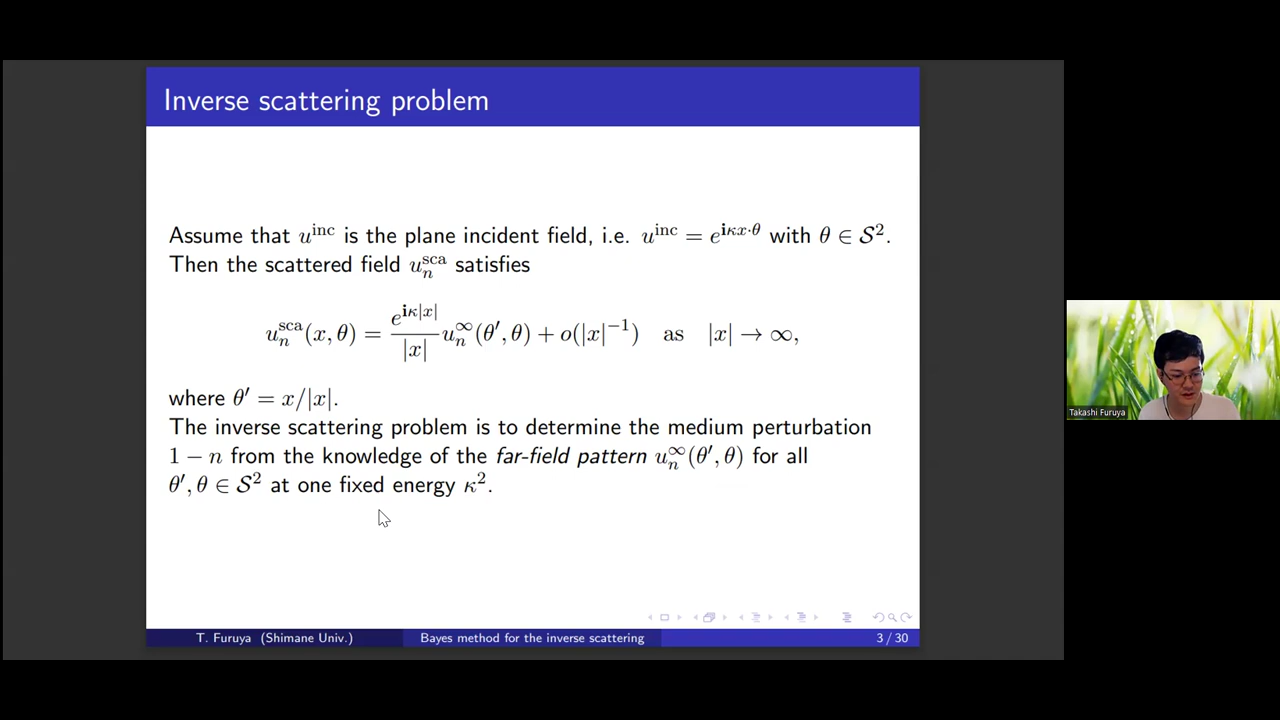 Inverse scattering problem
Assume that u^inc is the plane incident field, i.e. u^inc = e^{iκx·θ} with θ ∈ S².
Then the scattered field u_n^sca satisfies
u_n^sca(x, θ) = e^{iκ|x|}/|x| u_n^∞(θ′, θ) + o(|x|^{−1}) as |x| → ∞,
where θ′ = x/|x|.
The inverse scattering problem is to determine the medium perturbation
1 − n from the knowledge of the far-field pattern u_n^∞(θ′, θ) for all
θ′, θ ∈ S² at one fixed energy κ².
T. Furuya (Shimane Univ.) Bayes method for the inverse scattering 3 / 30
Takashi Furuya